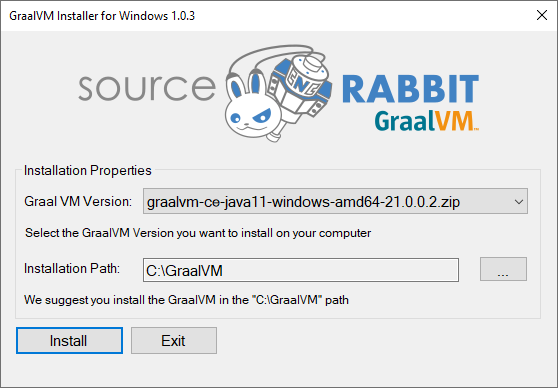 GraalVM Installer for Windows 1.0.3
source RABBIT
ENG
GraalVM™
Installation Properties
Graal VM Version: graalvm-ce-java11-windows-amd64-21.0.0.2.zip
Select the GraalVM Version you want to install on your computer
Installation Path: C:\GraalVM ...
We suggest you install the GraalVM in the "C:\GraalVM" path
Install Exit